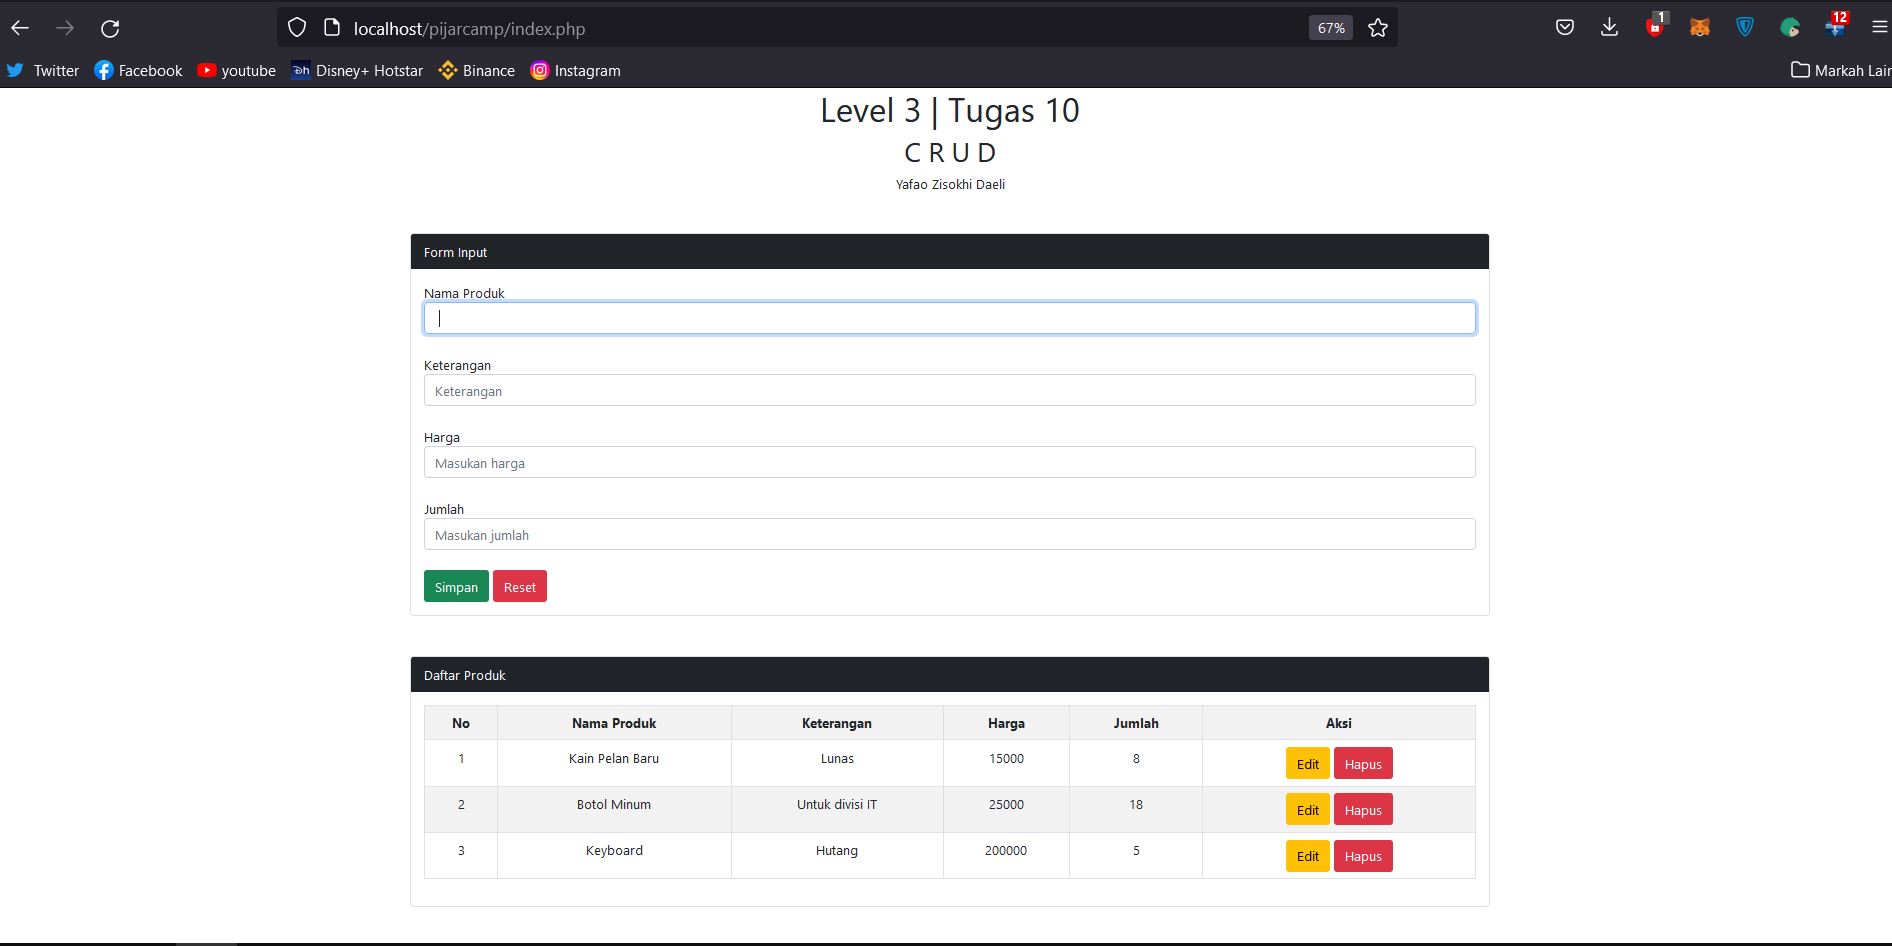 localhost/pijarcamp/index.php 67% 1 12
Twitter Facebook youtube Disney+ Hotstar Binance Instagram Markah Lain
Level 3 | Tugas 10
C R U D
Yafao Zisokhi Daeli
Form Input
Nama Produk
Keterangan
Keterangan
Harga
Masukan harga
Jumlah
Masukan jumlah
Simpan Reset
Daftar Produk
No Nama Produk Keterangan Harga Jumlah Aksi
1 Kain Pelan Baru Lunas 15000 8 Edit Hapus
2 Botol Minum Untuk divisi IT 25000 18 Edit Hapus
3 Keyboard Hutang 200000 5 Edit Hapus